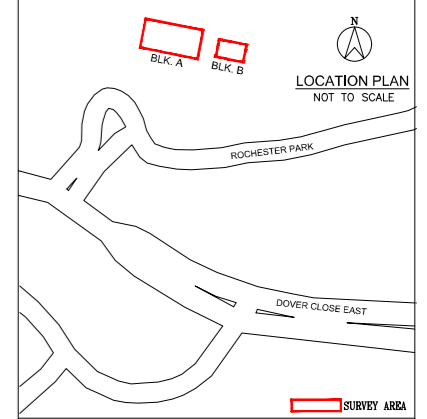 N
BLK. A
BLK. B
LOCATION PLAN
NOT TO SCALE
ROCHESTER PARK
DOVER CLOSE EAST
SURVEY AREA